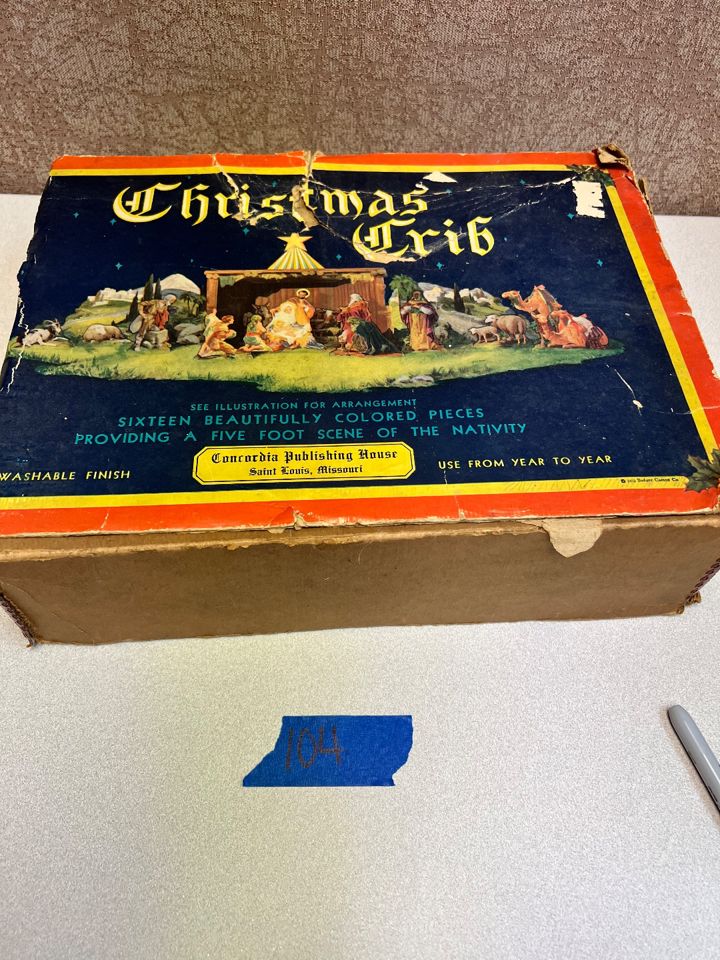 Christmas
Crib
SEE ILLUSTRATION FOR ARRANGEMENT
SIXTEEN BEAUTIFULLY COLORED PIECES
PROVIDING A FIVE FOOT SCENE OF THE NATIVITY
WASHABLE FINISH
Concordia Publishing House
Saint Louis, Missouri
USE FROM YEAR TO YEAR
104